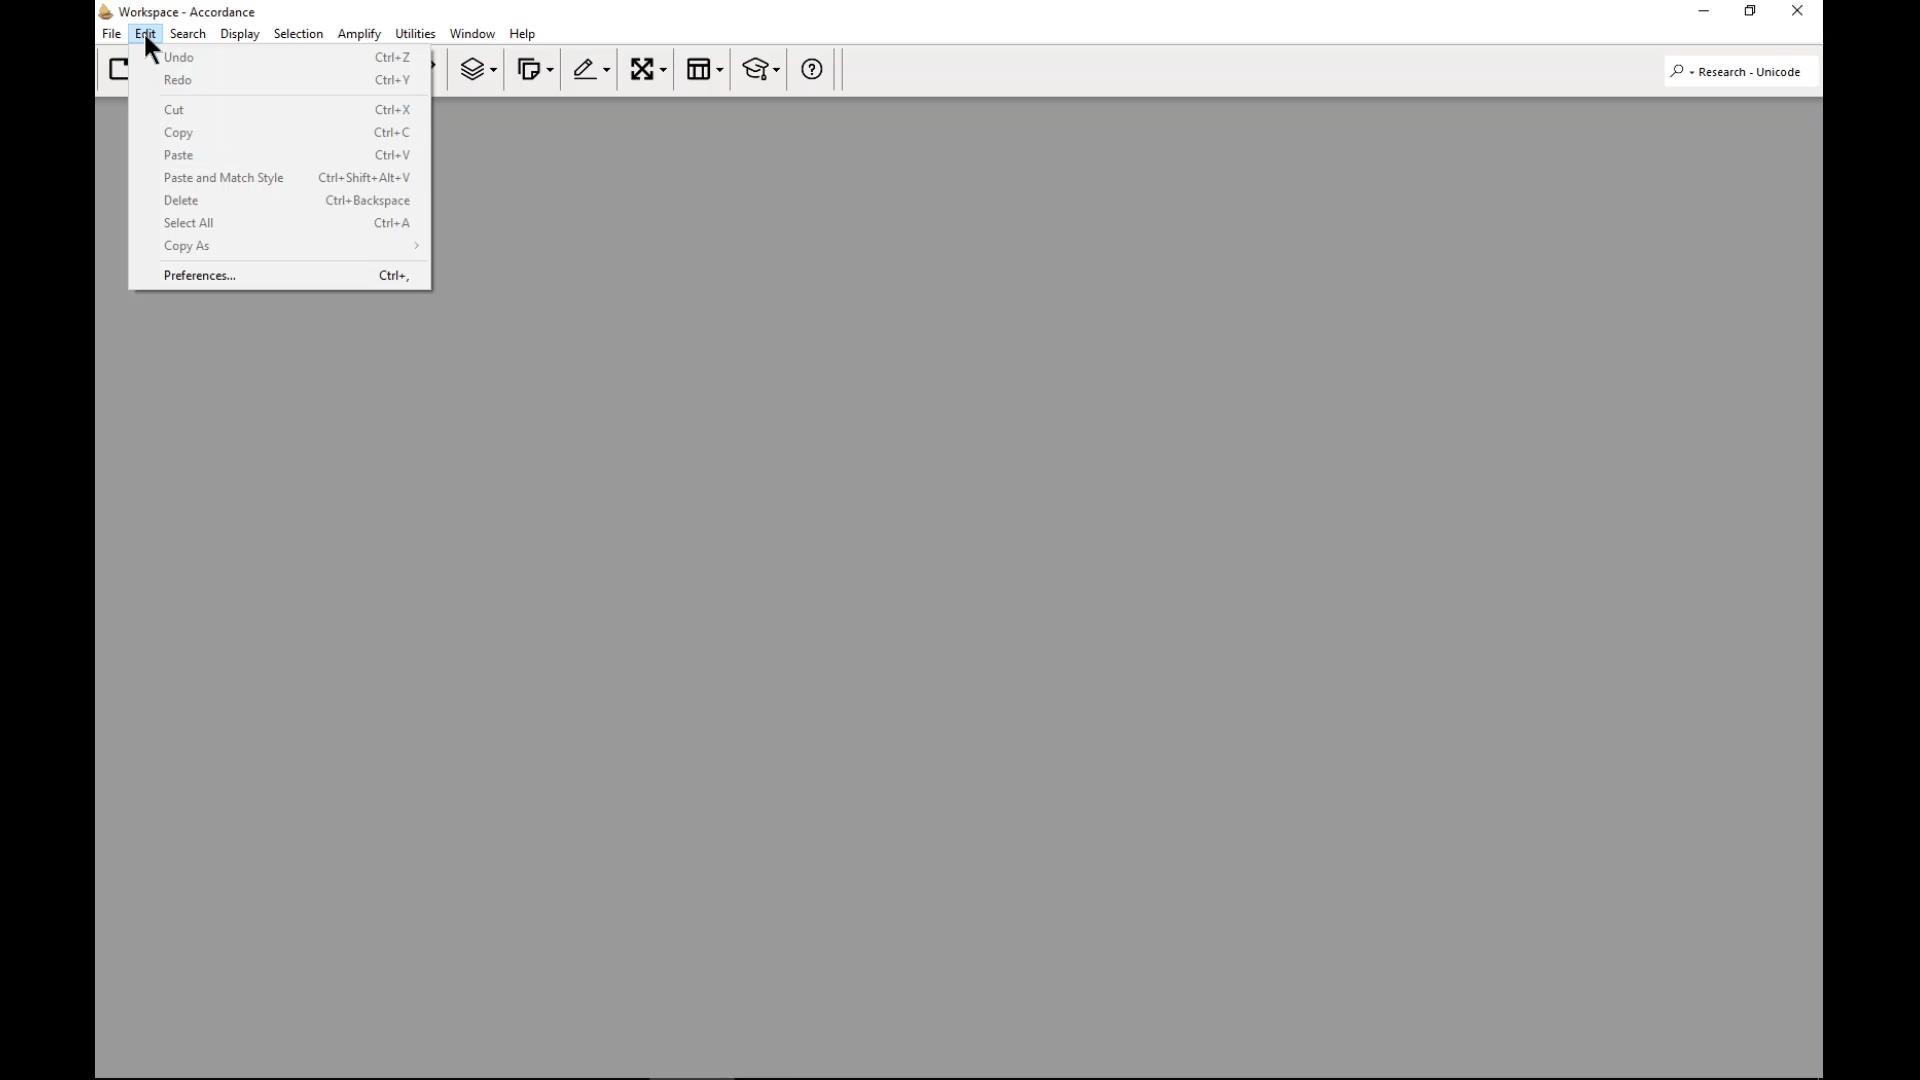 Workspace - Accordance
File Edit Search Display Selection Amplify Utilities Window Help
Research - Unicode
Undo Ctrl+Z
Redo Ctrl+Y
Cut Ctrl+X
Copy Ctrl+C
Paste Ctrl+V
Paste and Match Style Ctrl+Shift+Alt+V
Delete Ctrl+Backspace
Select All Ctrl+A
Copy As
Preferences... Ctrl+,